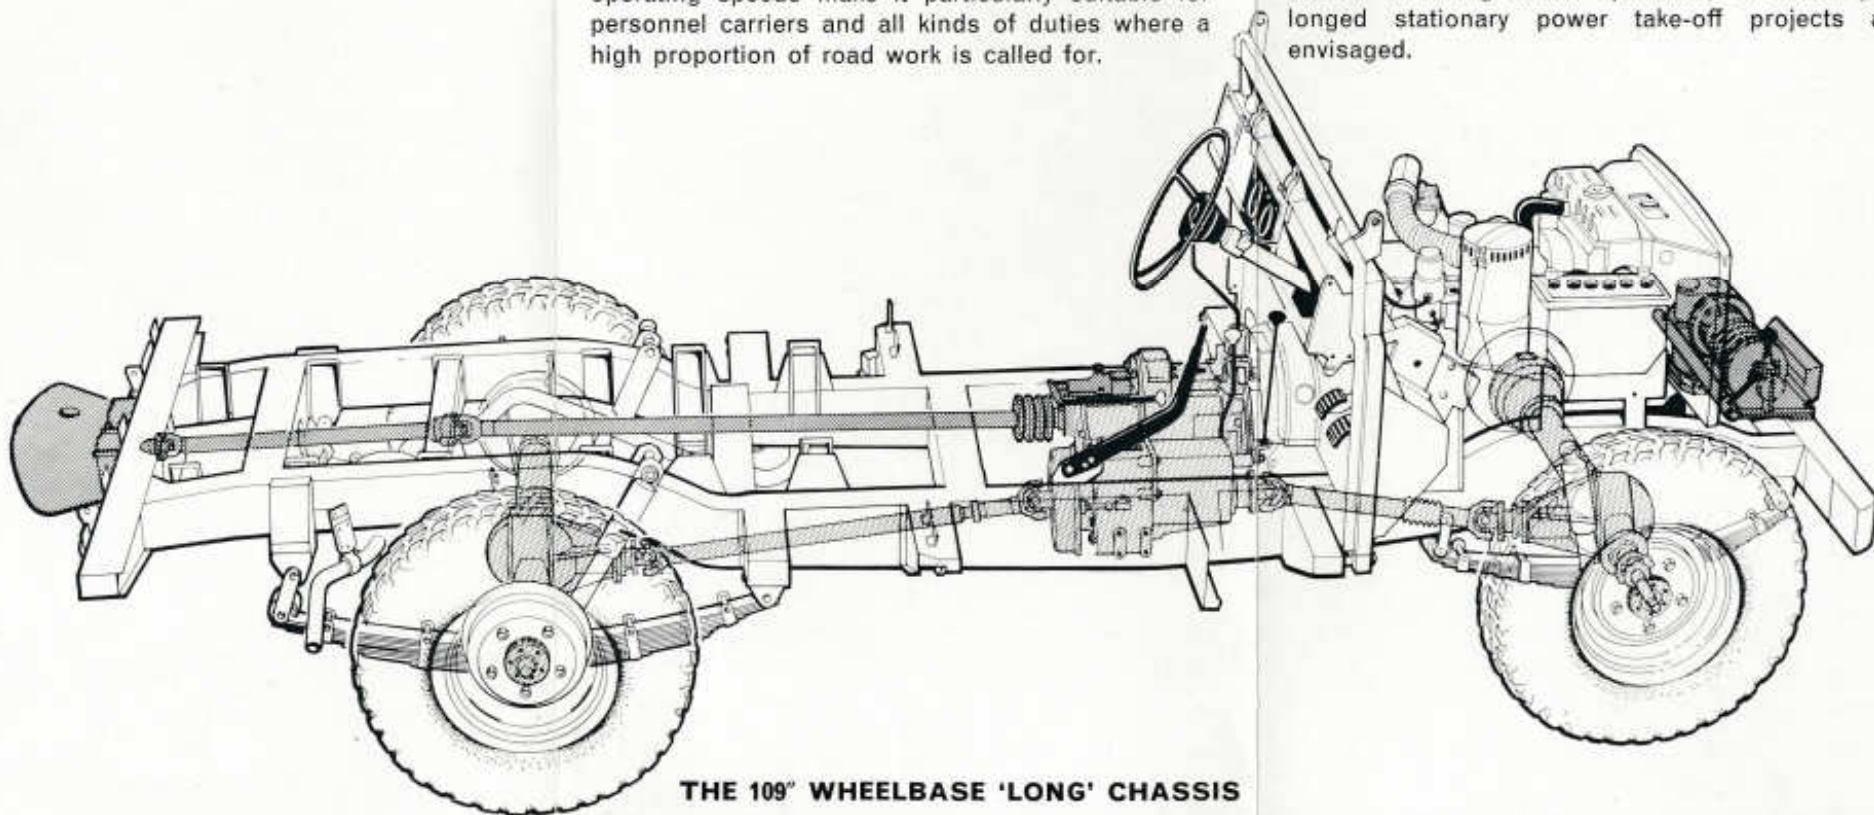 personnel carriers and all kinds of duties where a
high proportion of road work is called for.
longed stationary power take-off projects
envisaged.
THE 109″ WHEELBASE ‘LONG’ CHASSIS